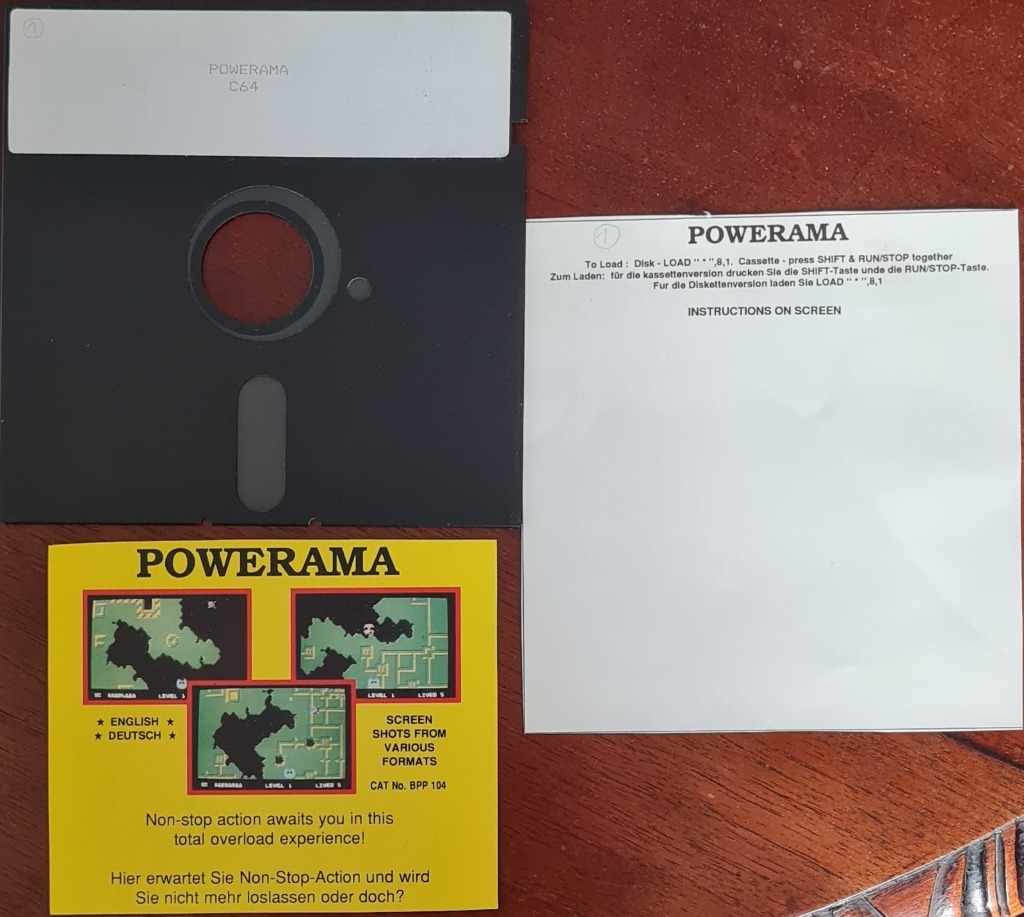 1
POWERAMA
C64
1
POWERAMA
To Load : Disk - LOAD " * ",8,1. Cassette - press SHIFT & RUN/STOP together
Zum Laden: für die kassettenversion drucken Sie die SHIFT-Taste unde die RUN/STOP-Taste.
Fur die Diskettenversion laden Sie LOAD " * ",8,1
INSTRUCTIONS ON SCREEN
POWERAMA
LEVEL 1
LEVEL 1 LIVES 5
LEVEL 1 LIVES 5
★ ENGLISH ★
★ DEUTSCH ★
SCREEN
SHOTS FROM
VARIOUS
FORMATS
CAT No. BPP 104
Non-stop action awaits you in this
total overload experience!
Hier erwartet Sie Non-Stop-Action und wird
Sie nicht mehr loslassen oder doch?